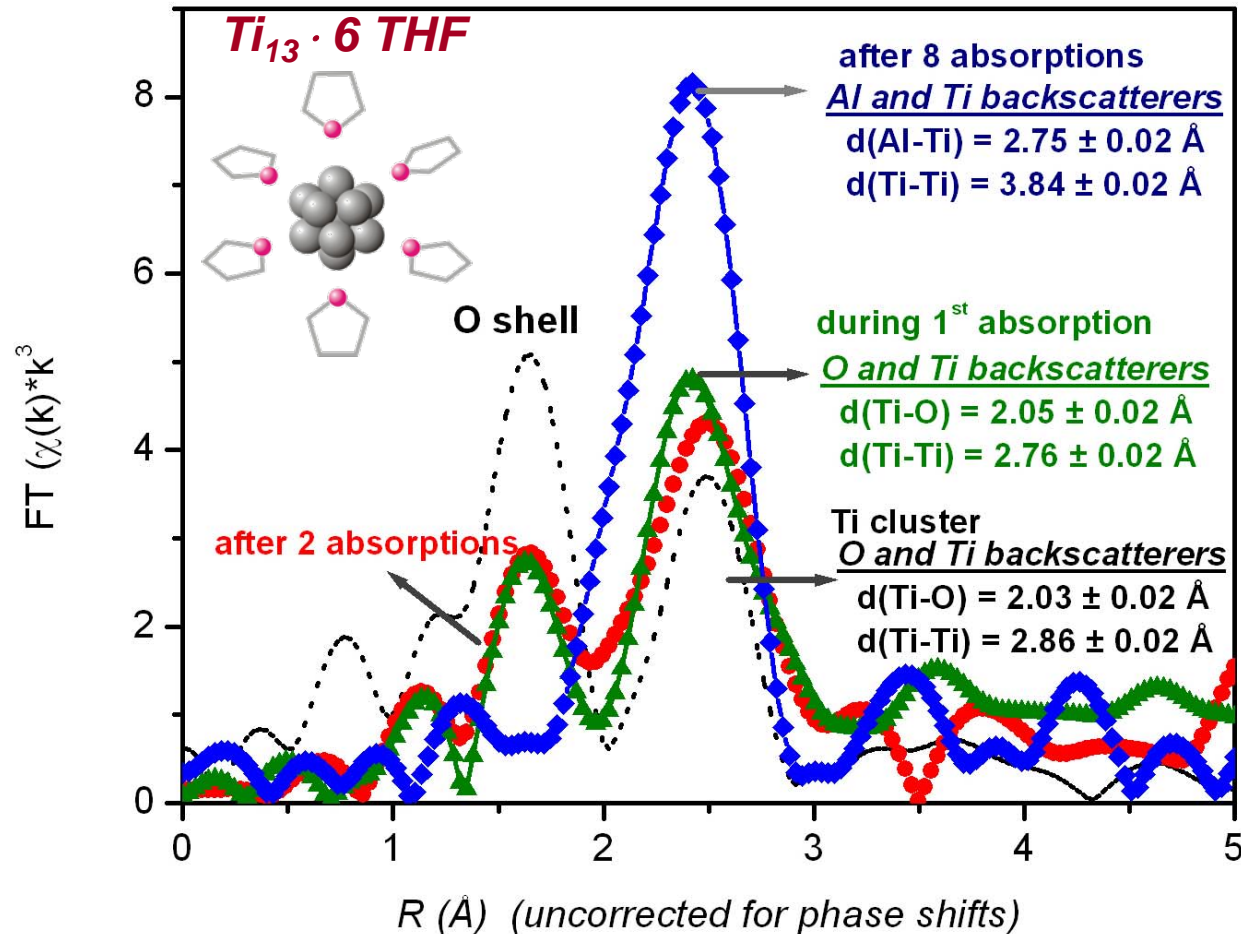 Ti₁₃ · 6 THF
after 8 absorptions
Al and Ti backscatterers
d(Al-Ti) = 2.75 ± 0.02 Å
d(Ti-Ti) = 3.84 ± 0.02 Å
O shell
during 1ˢᵗ absorption
O and Ti backscatterers
d(Ti-O) = 2.05 ± 0.02 Å
d(Ti-Ti) = 2.76 ± 0.02 Å
after 2 absorptions
Ti cluster
O and Ti backscatterers
d(Ti-O) = 2.03 ± 0.02 Å
d(Ti-Ti) = 2.86 ± 0.02 Å
FT (χ(k)*k³
8
6
4
2
0
0 1 2 3 4 5
R (Å) (uncorrected for phase shifts)